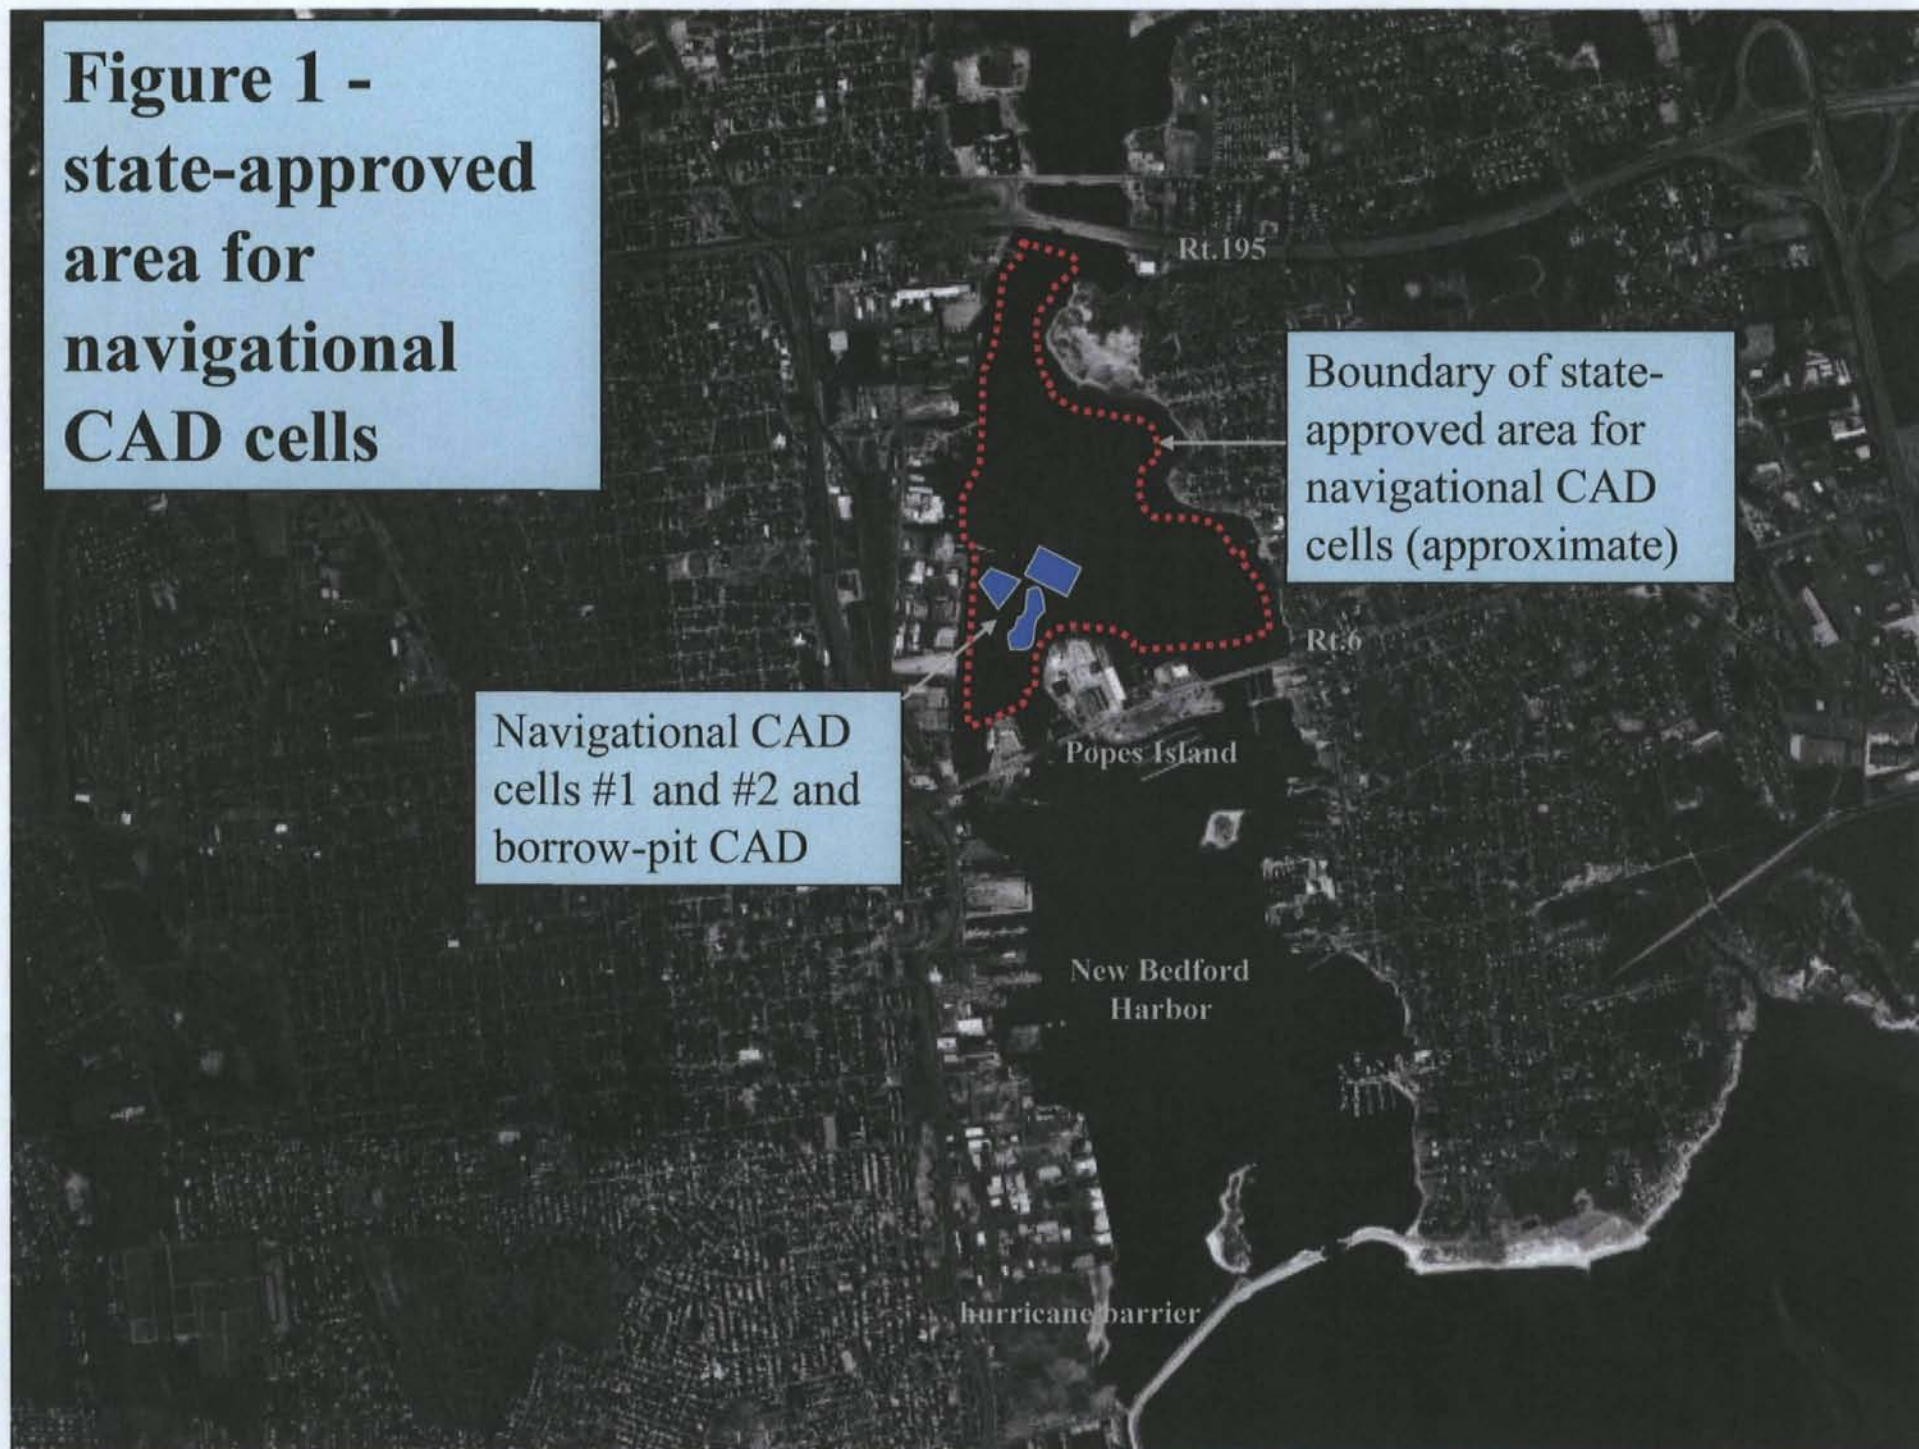 Figure 1 -
state-approved
area for
navigational
CAD cells
Rt.195
Boundary of state-
approved area for
navigational CAD
cells (approximate)
Rt.6
Navigational CAD
cells #1 and #2 and
borrow-pit CAD
Popes Island
New Bedford
Harbor
hurricane barrier